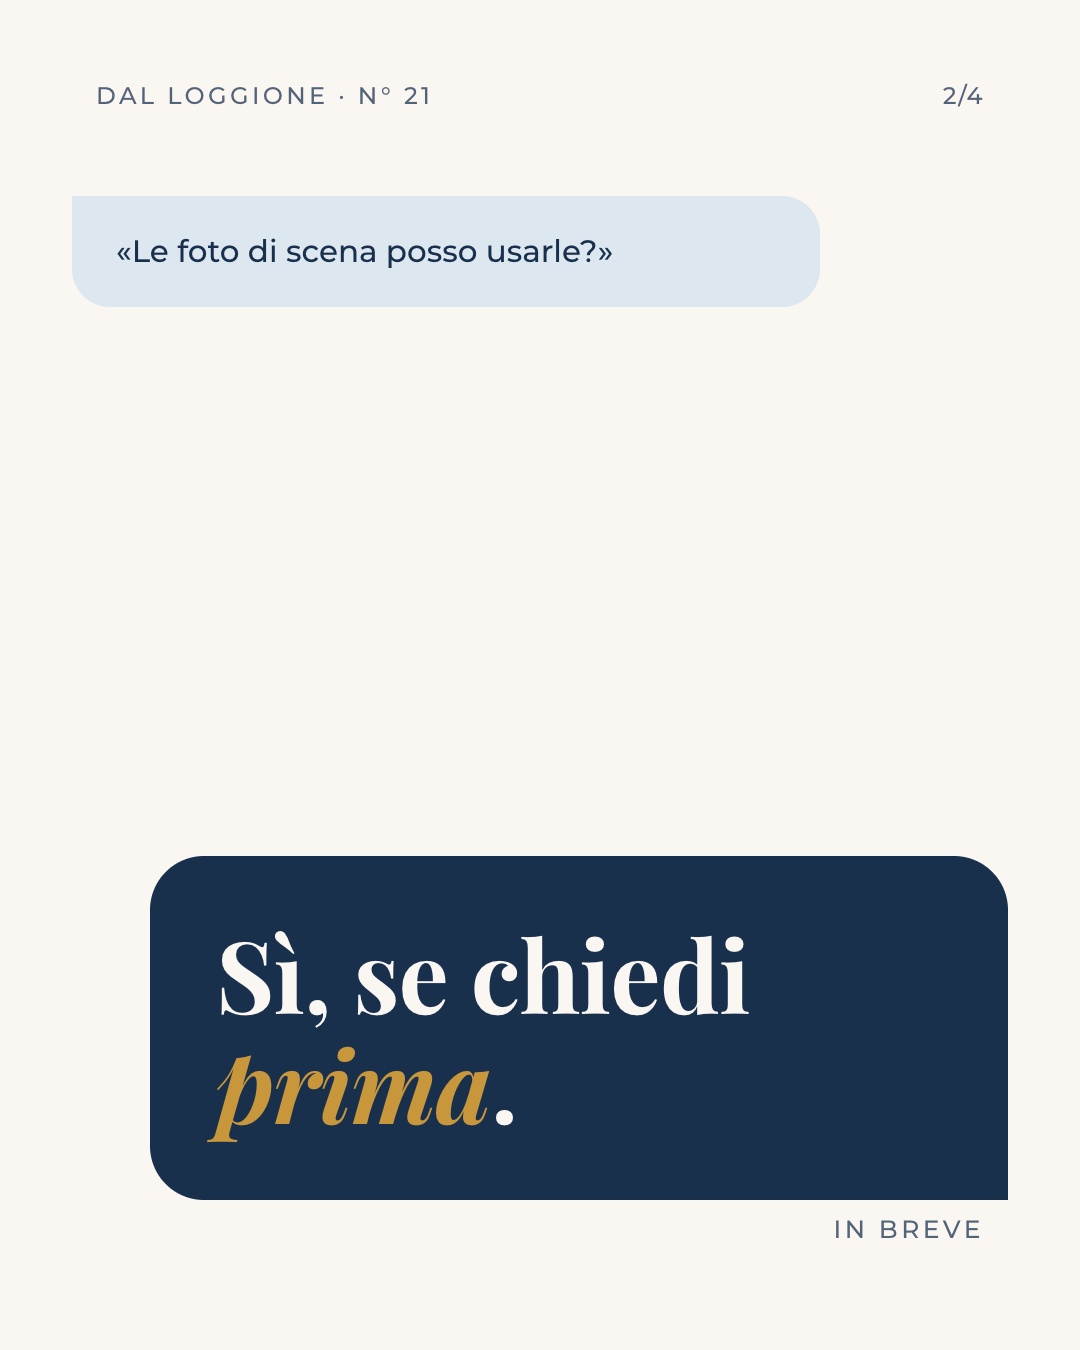 DAL LOGGIONE · N° 21
2/4
«Le foto di scena posso usarle?»
Sì, se chiedi
prima.
IN BREVE